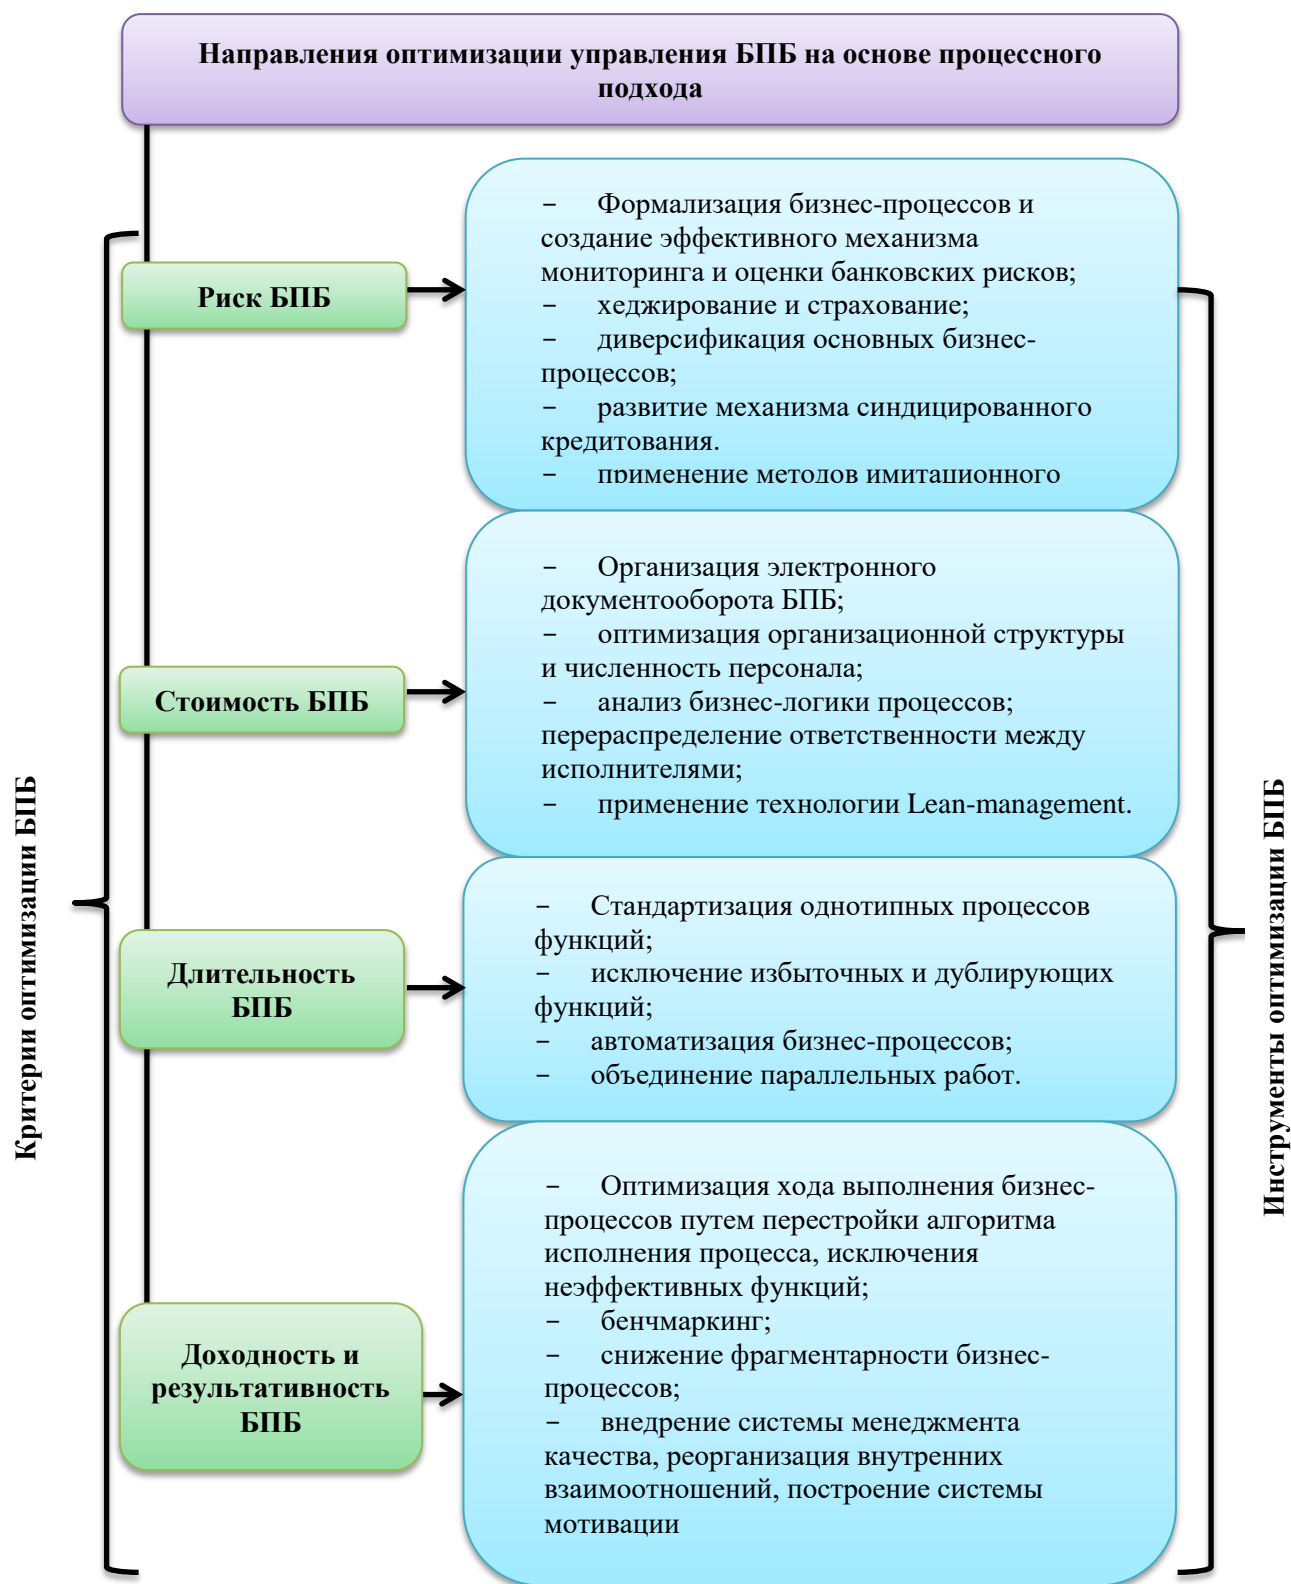 Направления оптимизации управления БПБ на основе процессного
подхода
Критерии оптимизации БПБ
Риск БПБ
– Формализация бизнес-процессов и
создание эффективного механизма
мониторинга и оценки банковских рисков;
– хеджирование и страхование;
– диверсификация основных бизнес-
процессов;
– развитие механизма синдицированного
кредитования.
– применение методов имитационного
Стоимость БПБ
– Организация электронного
документооборота БПБ;
– оптимизация организационной структуры
и численность персонала;
– анализ бизнес-логики процессов;
перераспределение ответственности между
исполнителями;
– применение технологии Lean-management.
Длительность
БПБ
– Стандартизация однотипных процессов
функций;
– исключение избыточных и дублирующих
функций;
– автоматизация бизнес-процессов;
– объединение параллельных работ.
Доходность и
результативность
БПБ
– Оптимизация хода выполнения бизнес-
процессов путем перестройки алгоритма
исполнения процесса, исключения
неэффективных функций;
– бенчмаркинг;
– снижение фрагментарности бизнес-
процессов;
– внедрение системы менеджмента
качества, реорганизация внутренних
взаимоотношений, построение системы
мотивации
Инструменты оптимизации БПБ